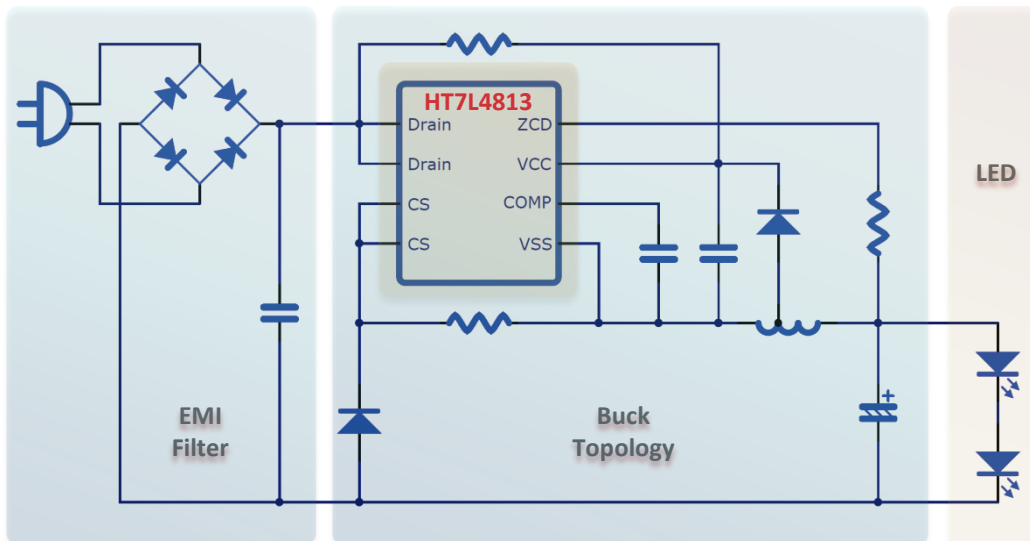 HT7L4813
Drain
ZCD
Drain
VCC
CS
COMP
CS
VSS
LED
+
EMI
Filter
Buck
Topology